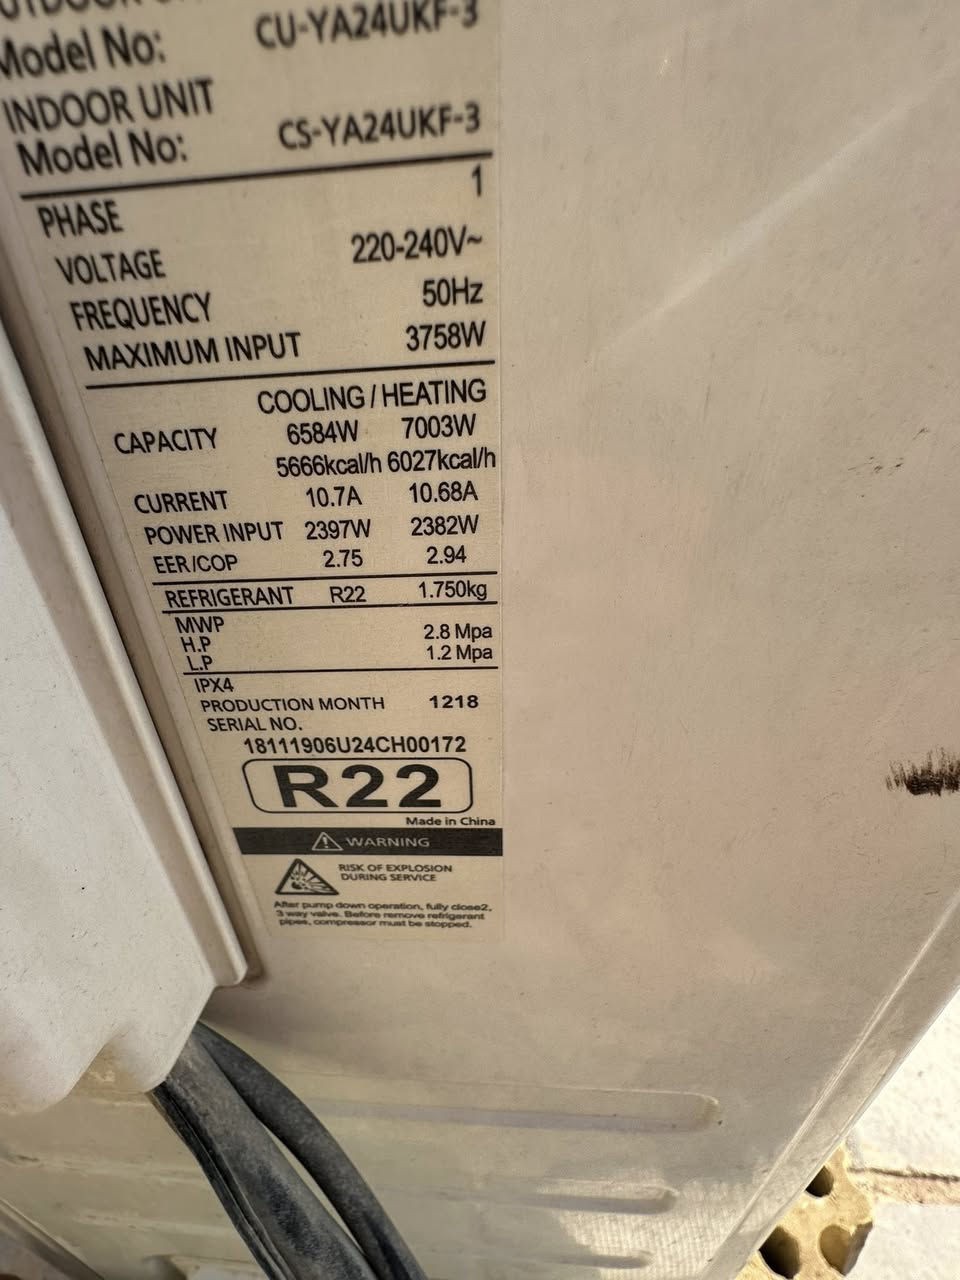 OUTDOOR
Model No: CU-YA24UKF-3
INDOOR UNIT
Model No: CS-YA24UKF-3
PHASE 1
VOLTAGE 220-240V~
FREQUENCY 50Hz
MAXIMUM INPUT 3758W
COOLING / HEATING
CAPACITY 6584W 7003W
5666kcal/h 6027kcal/h
CURRENT 10.7A 10.68A
POWER INPUT 2397W 2382W
EER/COP 2.75 2.94
REFRIGERANT R22 1.750kg
MWP
H.P 2.8 Mpa
L.P 1.2 Mpa
IPX4
PRODUCTION MONTH 1218
SERIAL NO.
18111906U24CH00172
R22
Made in China
WARNING
RISK OF EXPLOSION
DURING SERVICE
After pump down operation, fully close2,
3 way valve. Before remove refrigerant
pipes, compressor must be stopped.